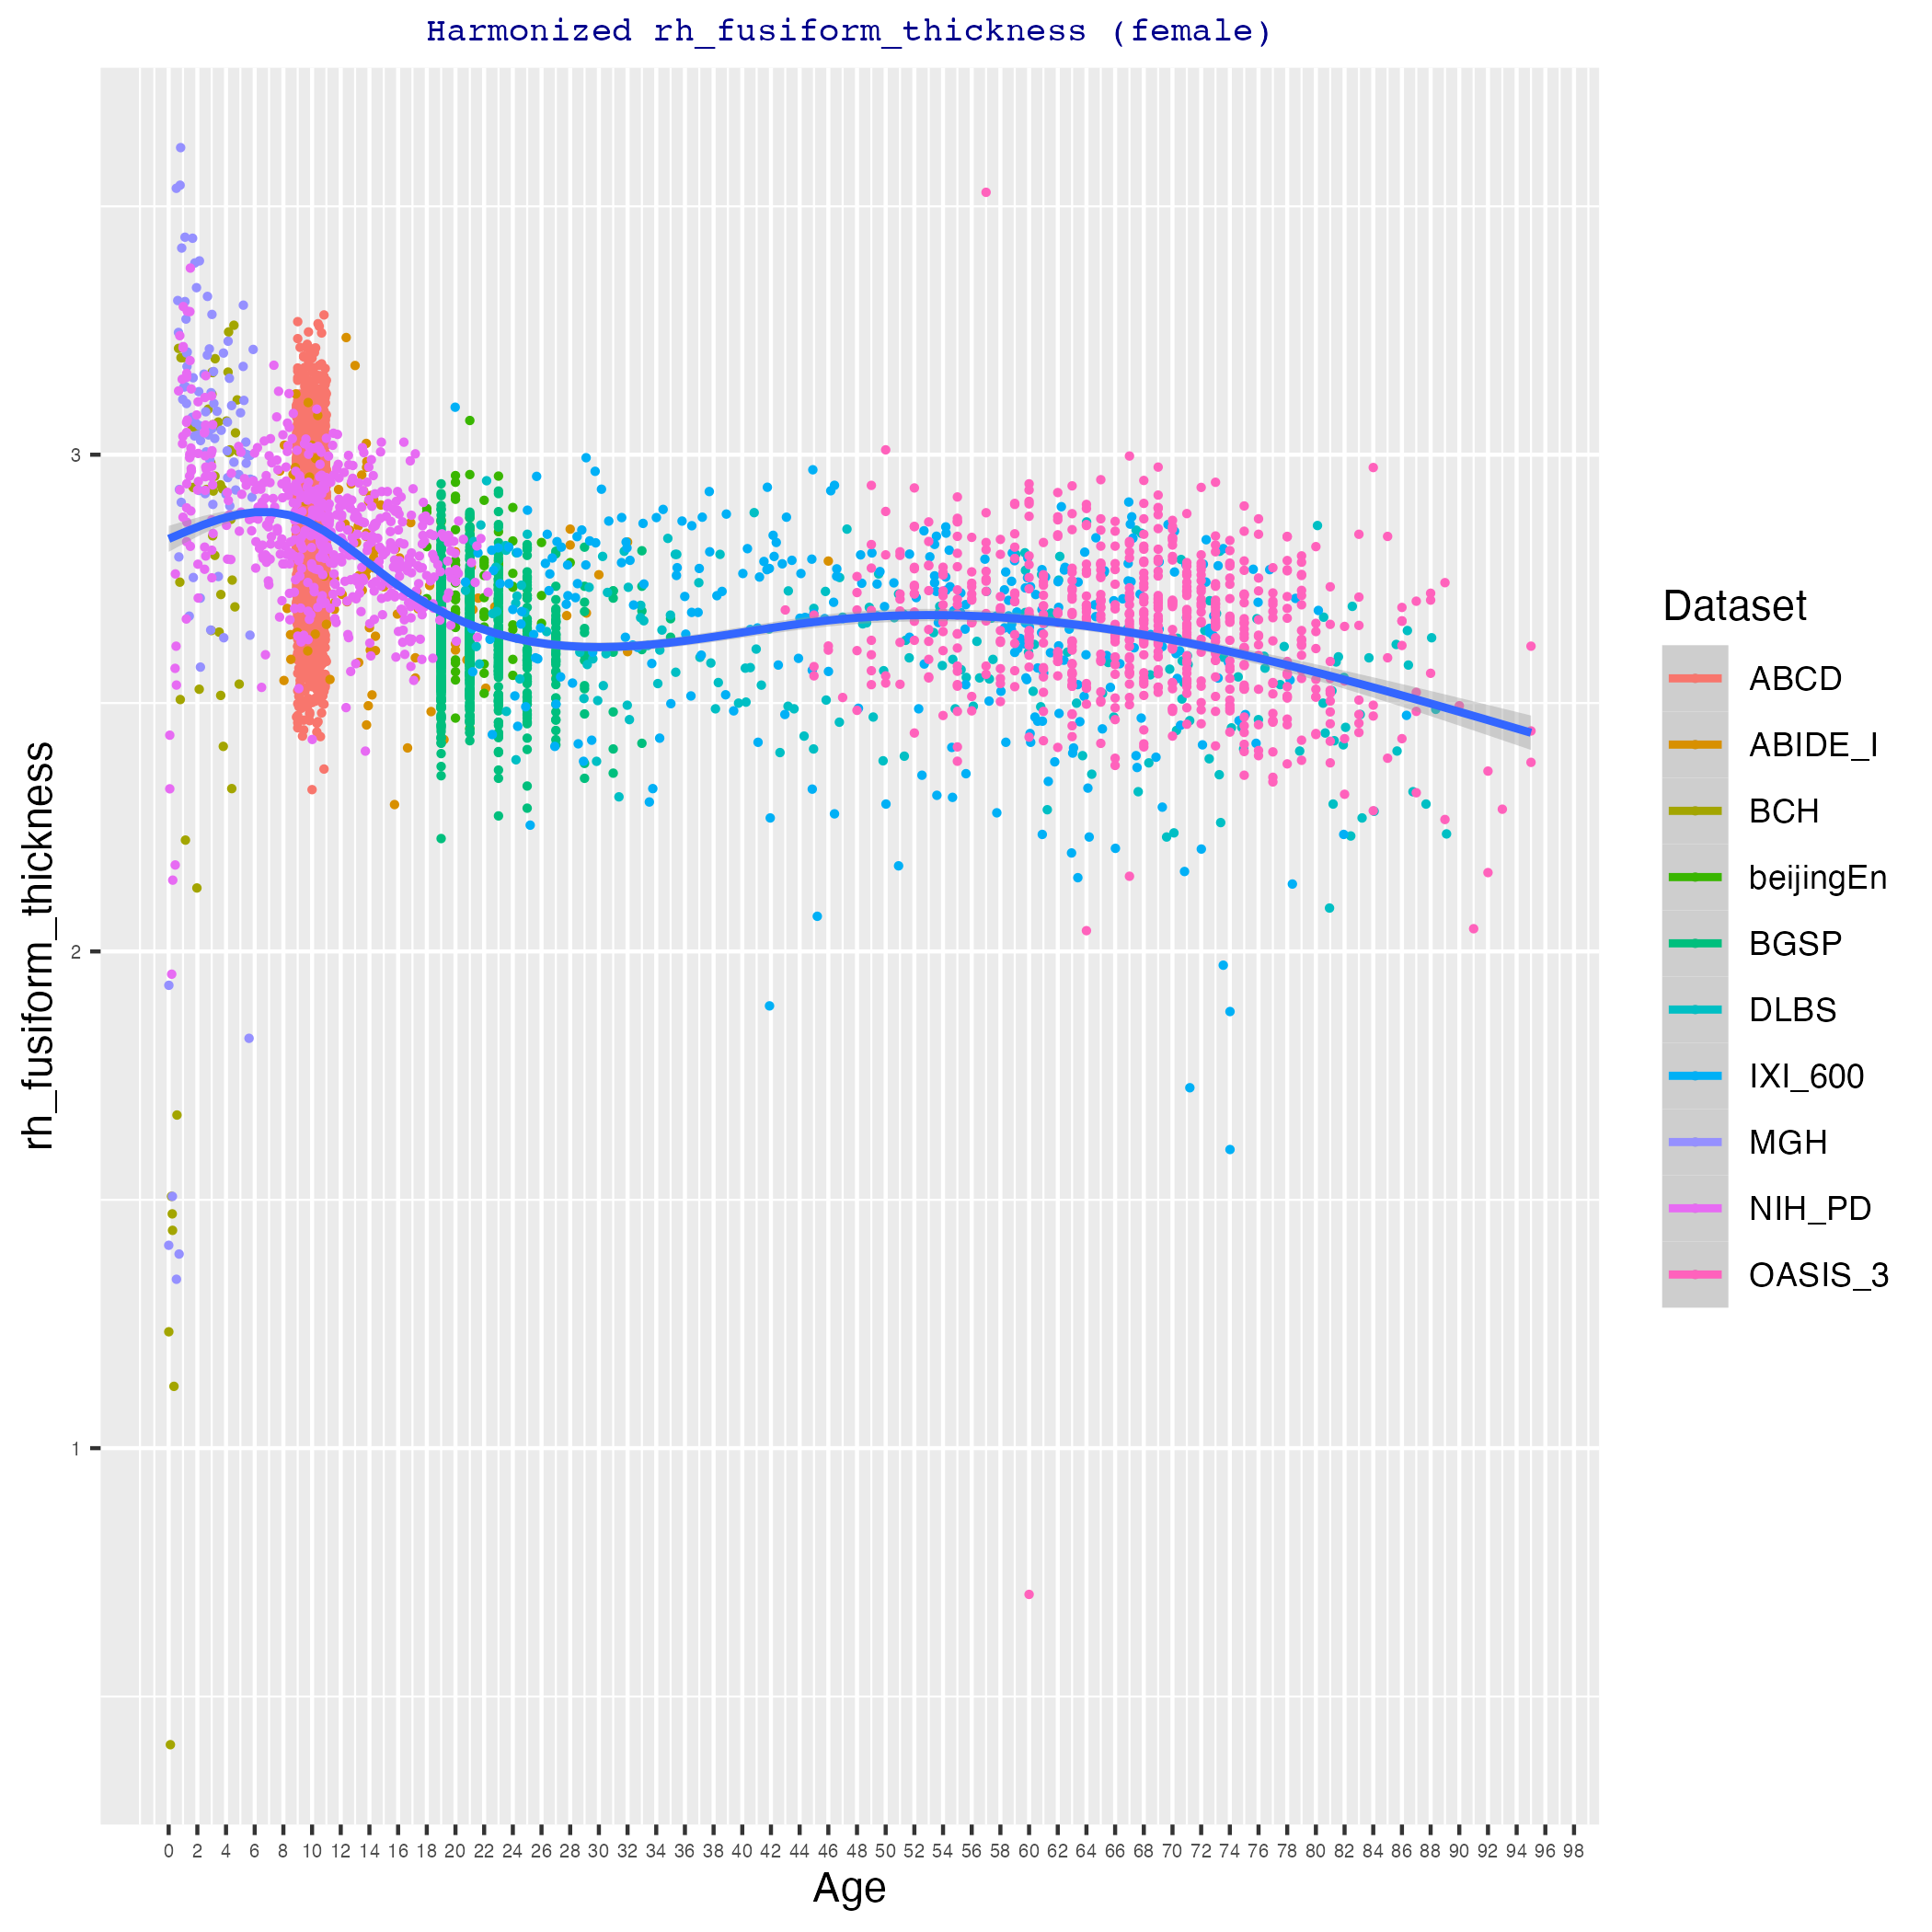 Harmonized rh_fusiform_thickness (female)
rh_fusiform_thickness
3
2
1
0 2 4 6 8 10 12 14 16 18 20 22 24 26 28 30 32 34 36 38 40 42 44 46 48 50 52 54 56 58 60 62 64 66 68 70 72 74 76 78 80 82 84 86 88 90 92 94 96 98
Age
Dataset
ABCD
ABIDE_I
BCH
beijingEn
BGSP
DLBS
IXI_600
MGH
NIH_PD
OASIS_3